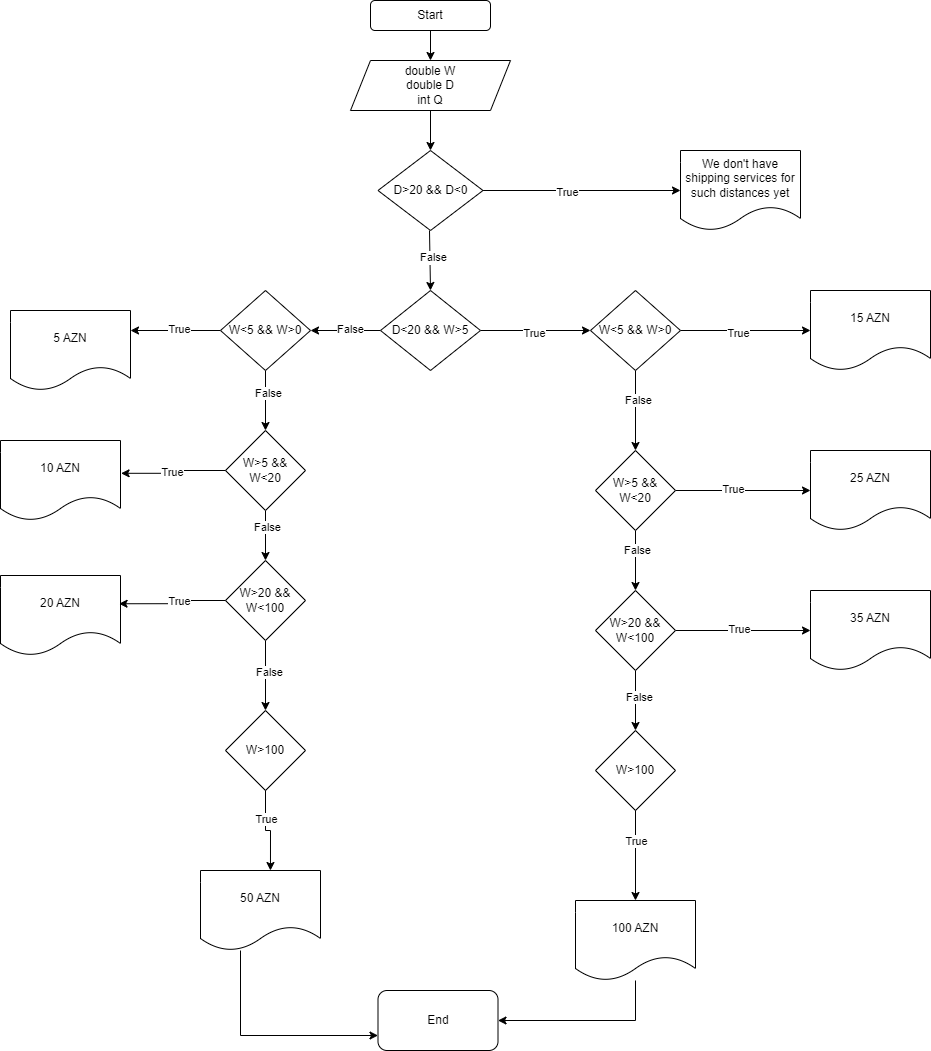 Start
double W
double D
int Q
D>20 && D<0
True
We don't have
shipping services for
such distances yet
False
5 AZN
True
W<5 && W>0
False
D<20 && W>5
True
W<5 && W>0
True
15 AZN
False
False
10 AZN
True
W>5 &&
W<20
W>5 &&
W<20
True
25 AZN
False
False
20 AZN
True
W>20 &&
W<100
W>20 &&
W<100
True
35 AZN
False
False
W>100
W>100
True
True
50 AZN
100 AZN
End